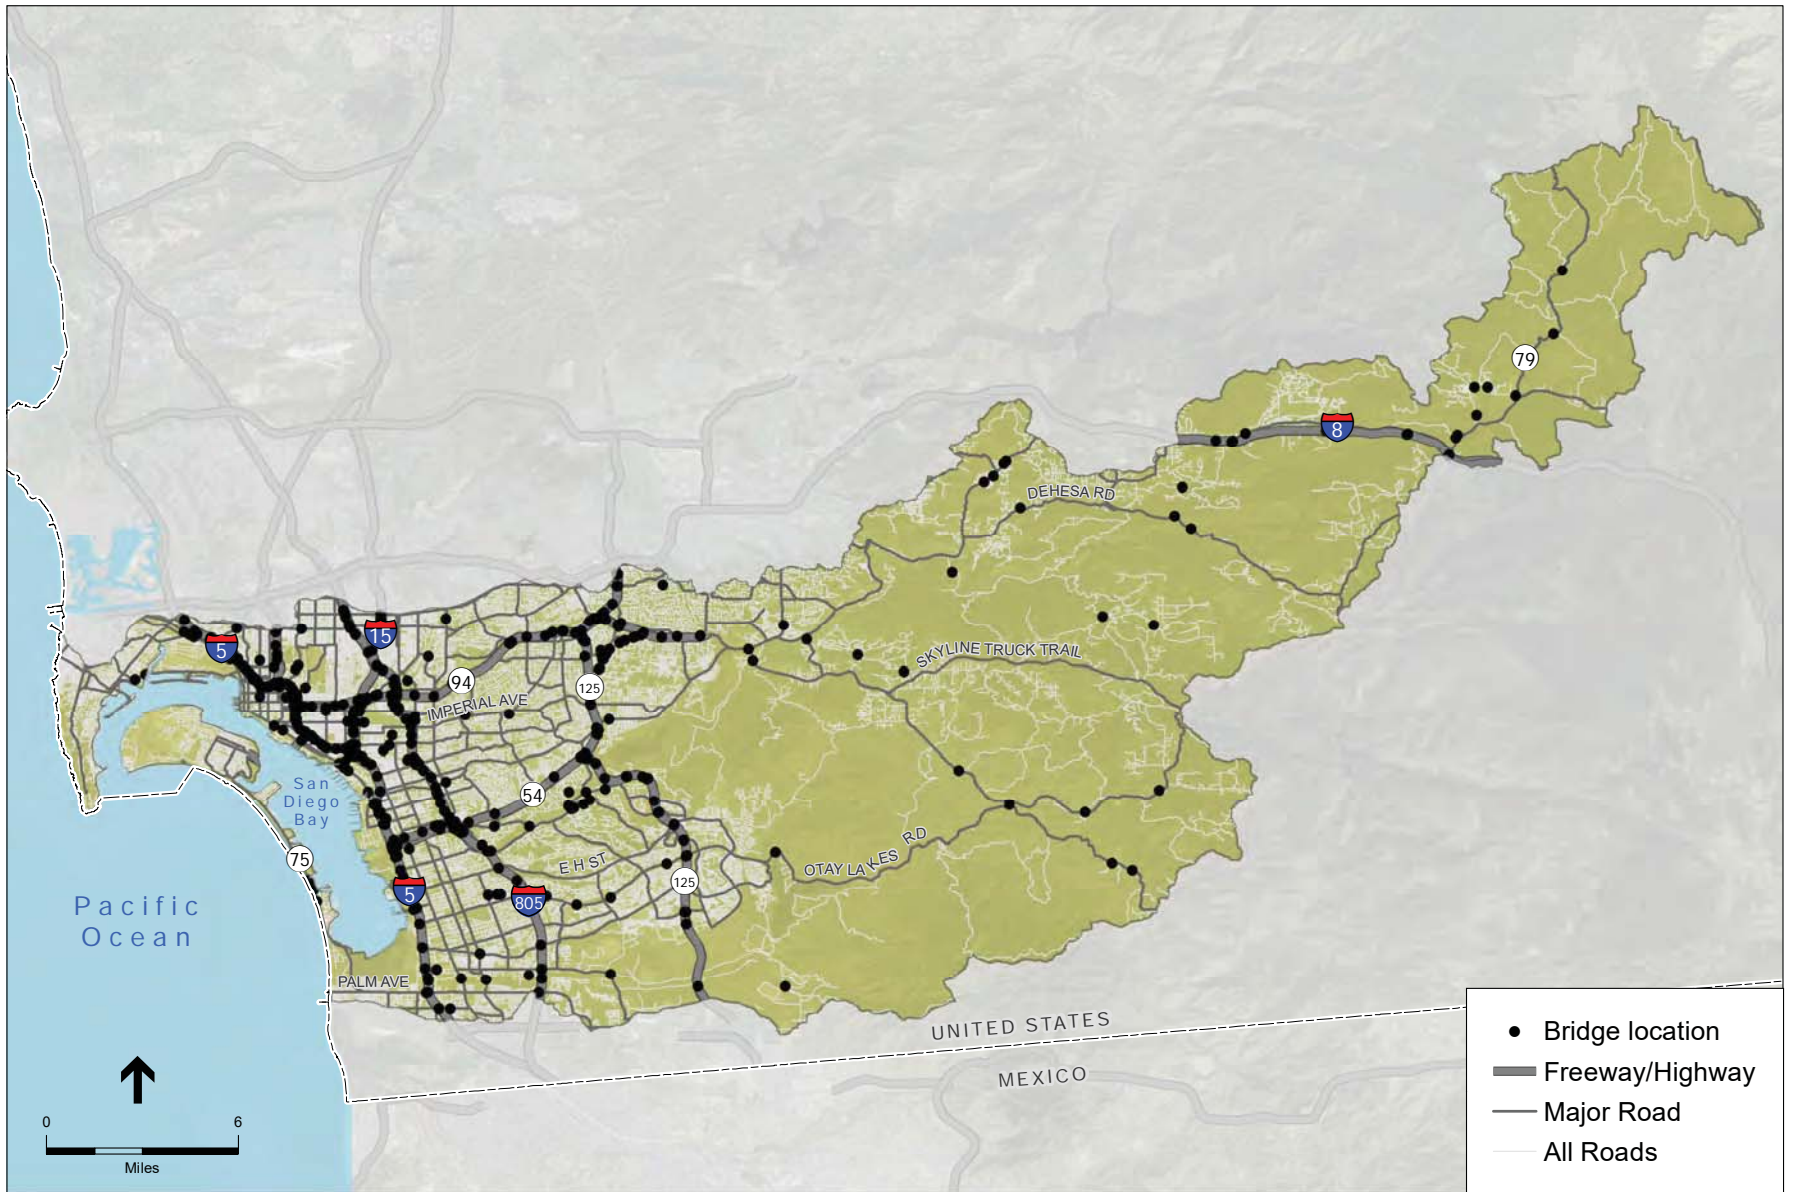 79
8
DEHESA RD
15
5
SKYLINE TRUCK TRAIL
94
125
IMPERIAL AVE
San
Diego
Bay
54
75
OTAY LAKES RD
E H ST
125
5
805
Pacific
Ocean
PALM AVE
UNITED STATES
MEXICO
0 6
Miles
Bridge location
Freeway/Highway
Major Road
All Roads